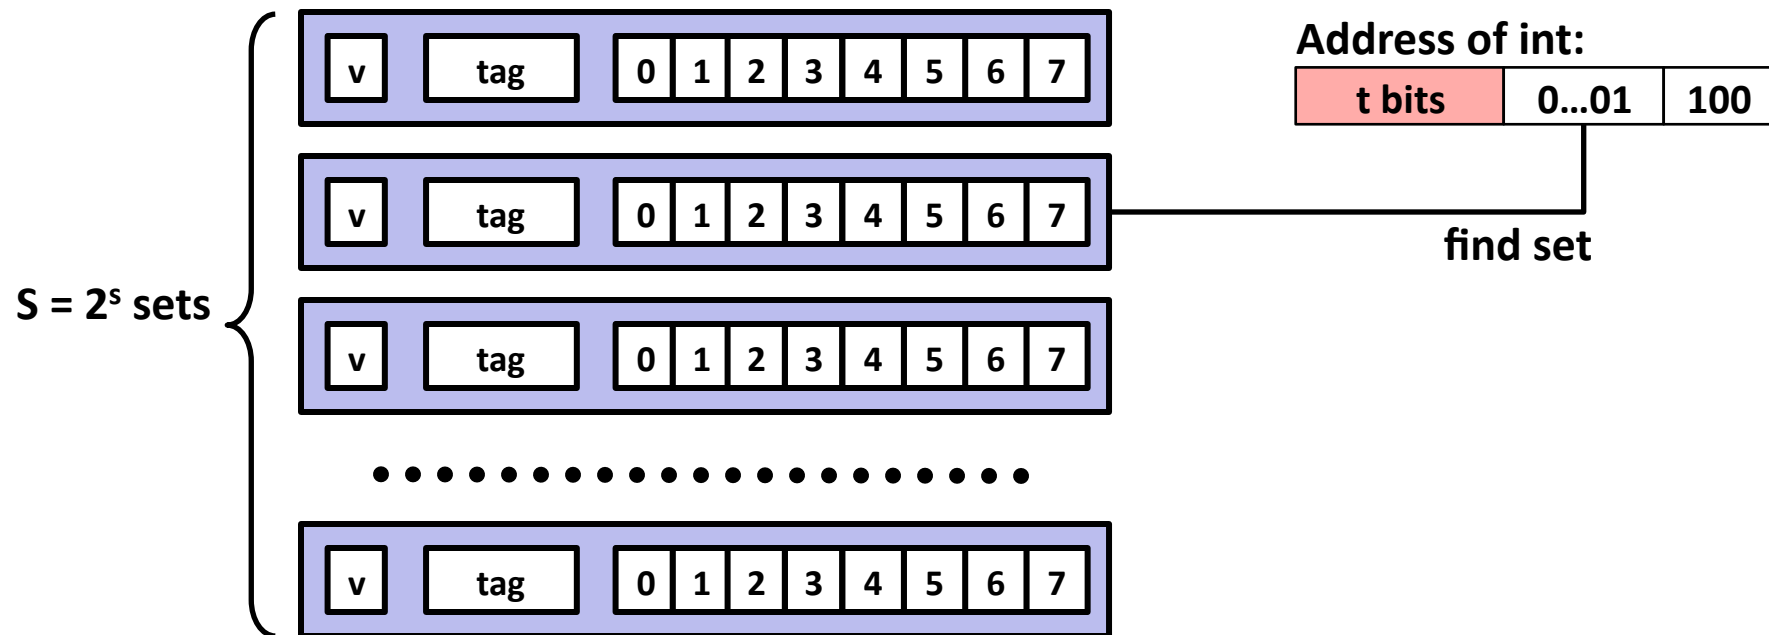 v tag 0 1 2 3 4 5 6 7
Address of int:
t bits 0...01 100
v tag 0 1 2 3 4 5 6 7
find set
S = 2ˢ sets
v tag 0 1 2 3 4 5 6 7
v tag 0 1 2 3 4 5 6 7